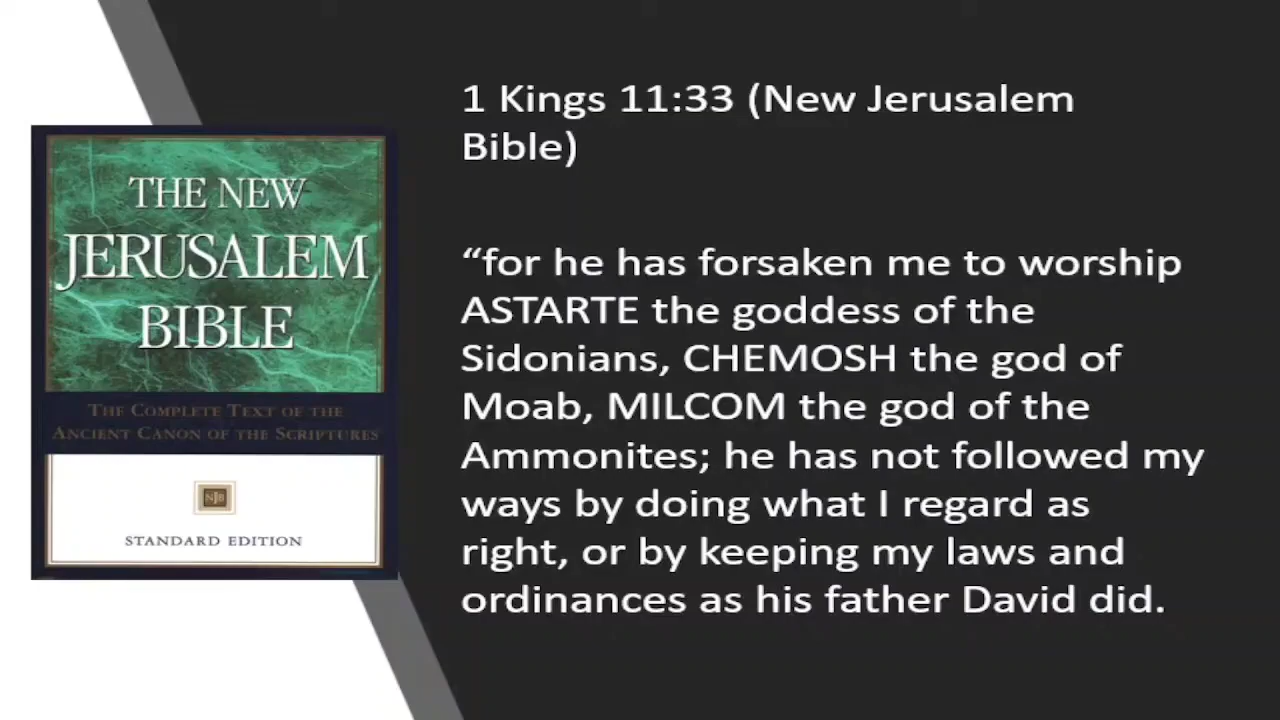 THE NEW
JERUSALEM
BIBLE
THE COMPLETE TEXT OF THE
ANCIENT CANON OF THE SCRIPTURES
NJB
STANDARD EDITION
1 Kings 11:33 (New Jerusalem
Bible)
“for he has forsaken me to worship
ASTARTE the goddess of the
Sidonians, CHEMOSH the god of
Moab, MILCOM the god of the
Ammonites; he has not followed my
ways by doing what I regard as
right, or by keeping my laws and
ordinances as his father David did.